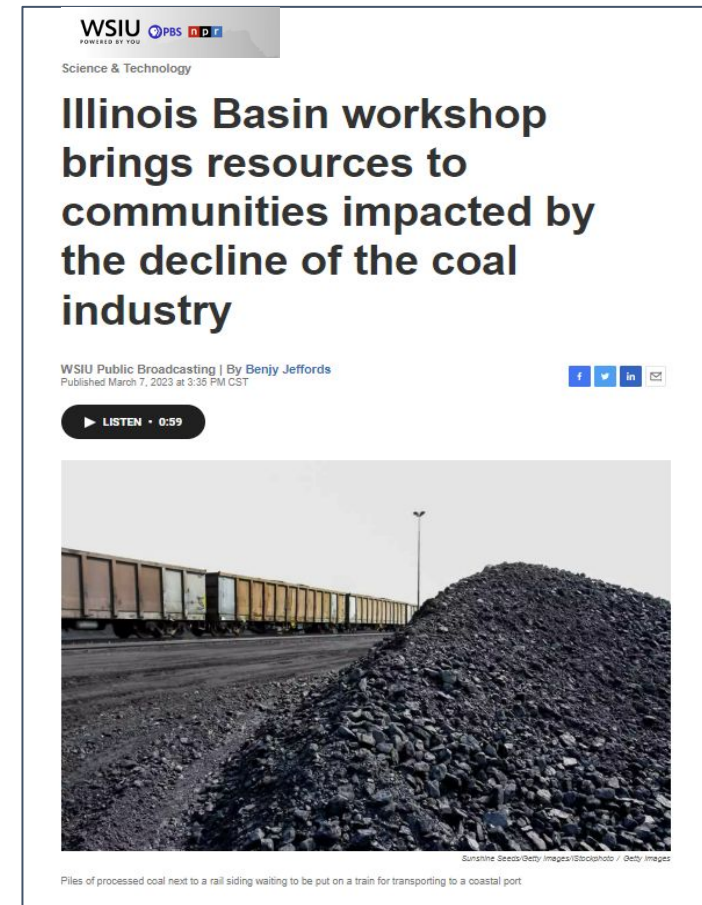 WSIU PBS npr
POWERED BY YOU
Science & Technology
Illinois Basin workshop
brings resources to
communities impacted by
the decline of the coal
industry
WSIU Public Broadcasting | By Benjy Jeffords
Published March 7, 2023 at 3:35 PM CST
f in
LISTEN • 0:59
Sunshine Seeds/Getty Images/iStockphoto / Getty Images
Piles of processed coal next to a rail siding waiting to be put on a train for transporting to a coastal port